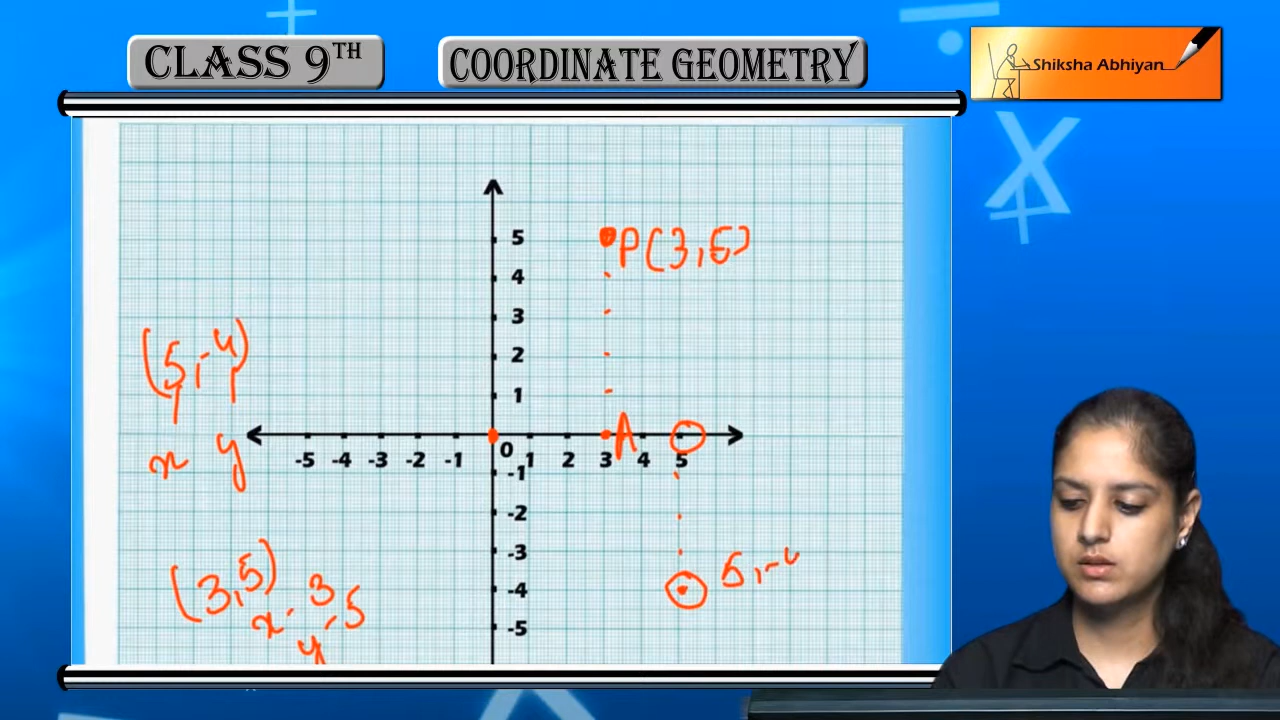 CLASS 9TH
COORDINATE GEOMETRY
Shiksha Abhiyan
5
P(3,5)
4
3
2
1
(5,-4)
x y
-5 -4 -3 -2 -1 0 1 2 3 A 4 5
-1
-2
-3
-4
-5
5,-4
(3,5)
x - 3
y - 5